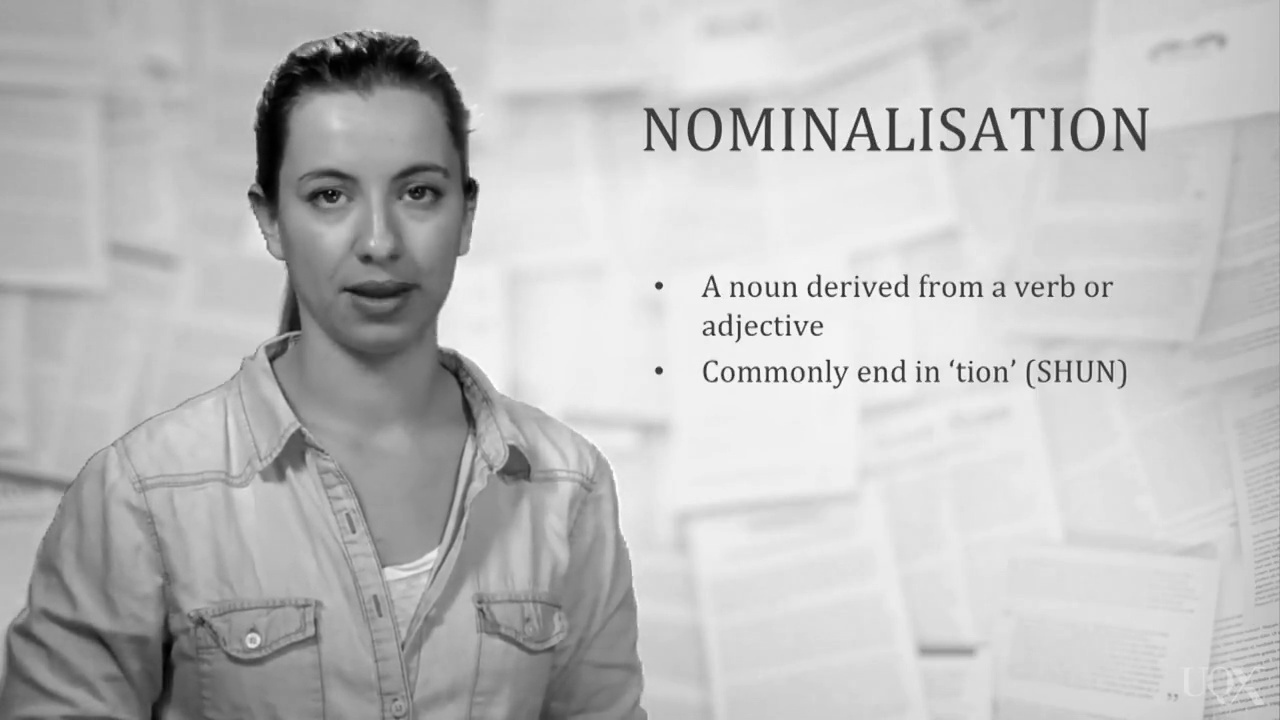 NOMINALISATION
• A noun derived from a verb or
adjective
• Commonly end in ‘tion’ (SHUN)
UQX